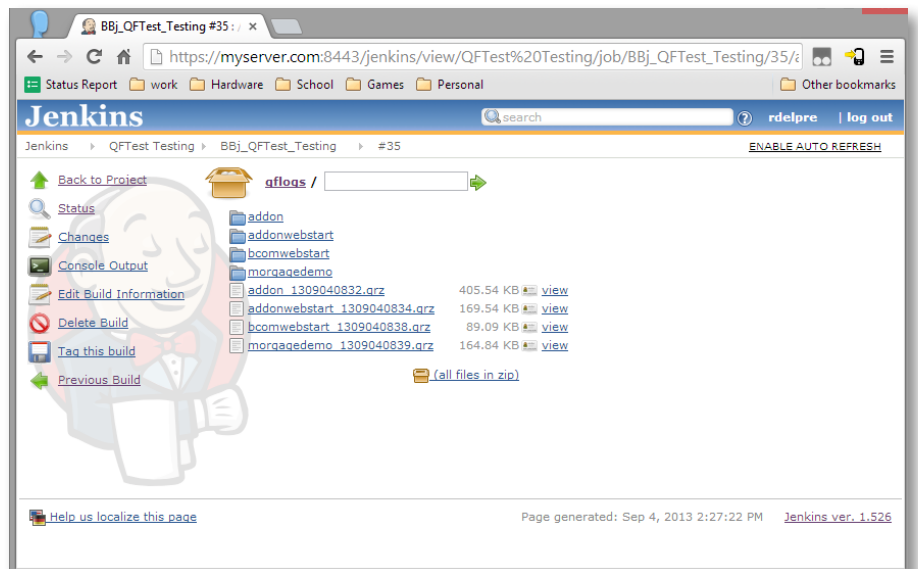 BBj_QFTest_Testing #35 : /
https://myserver.com:8443/jenkins/view/QFTest%20Testing/job/BBj_QFTest_Testing/35/a
Status Report work Hardware School Games Personal Other bookmarks
Jenkins search rdelpre | log out
Jenkins QFTest Testing BBj_QFTest_Testing #35 ENABLE AUTO REFRESH
Back to Project
Status
Changes
Console Output
Edit Build Information
Delete Build
Tag this build
Previous Build
qflogs /
addon
addonwebstart
bcomwebstart
morgagedemo
addon_1309040832.qrz 405.54 KB view
addonwebstart_1309040834.qrz 169.54 KB view
bcomwebstart_1309040838.qrz 89.09 KB view
morgagedemo_1309040839.qrz 164.84 KB view
(all files in zip)
Help us localize this page Page generated: Sep 4, 2013 2:27:22 PM Jenkins ver. 1.526